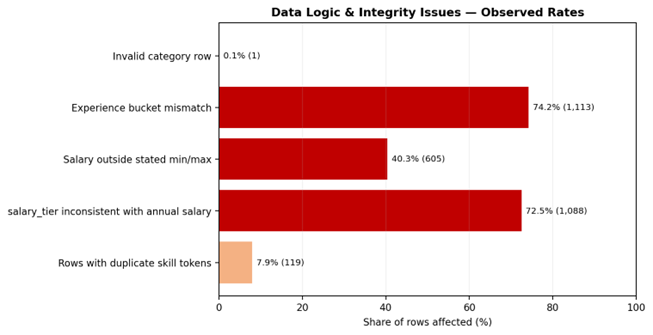 Data Logic & Integrity Issues — Observed Rates
Invalid category row
0.1% (1)
Experience bucket mismatch
74.2% (1,113)
Salary outside stated min/max
40.3% (605)
salary_tier inconsistent with annual salary
72.5% (1,088)
Rows with duplicate skill tokens
7.9% (119)
0 20 40 60 80 100
Share of rows affected (%)